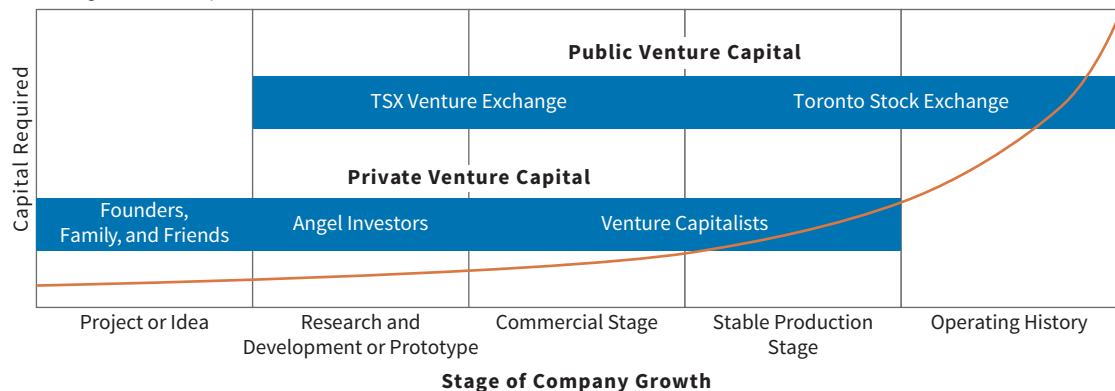 Public Venture Capital
TSX Venture Exchange
Toronto Stock Exchange
Capital Required
Private Venture Capital
Founders,
Family, and Friends
Angel Investors
Venture Capitalists
Project or Idea
Research and
Development or Prototype
Commercial Stage
Stable Production
Stage
Operating History
Stage of Company Growth